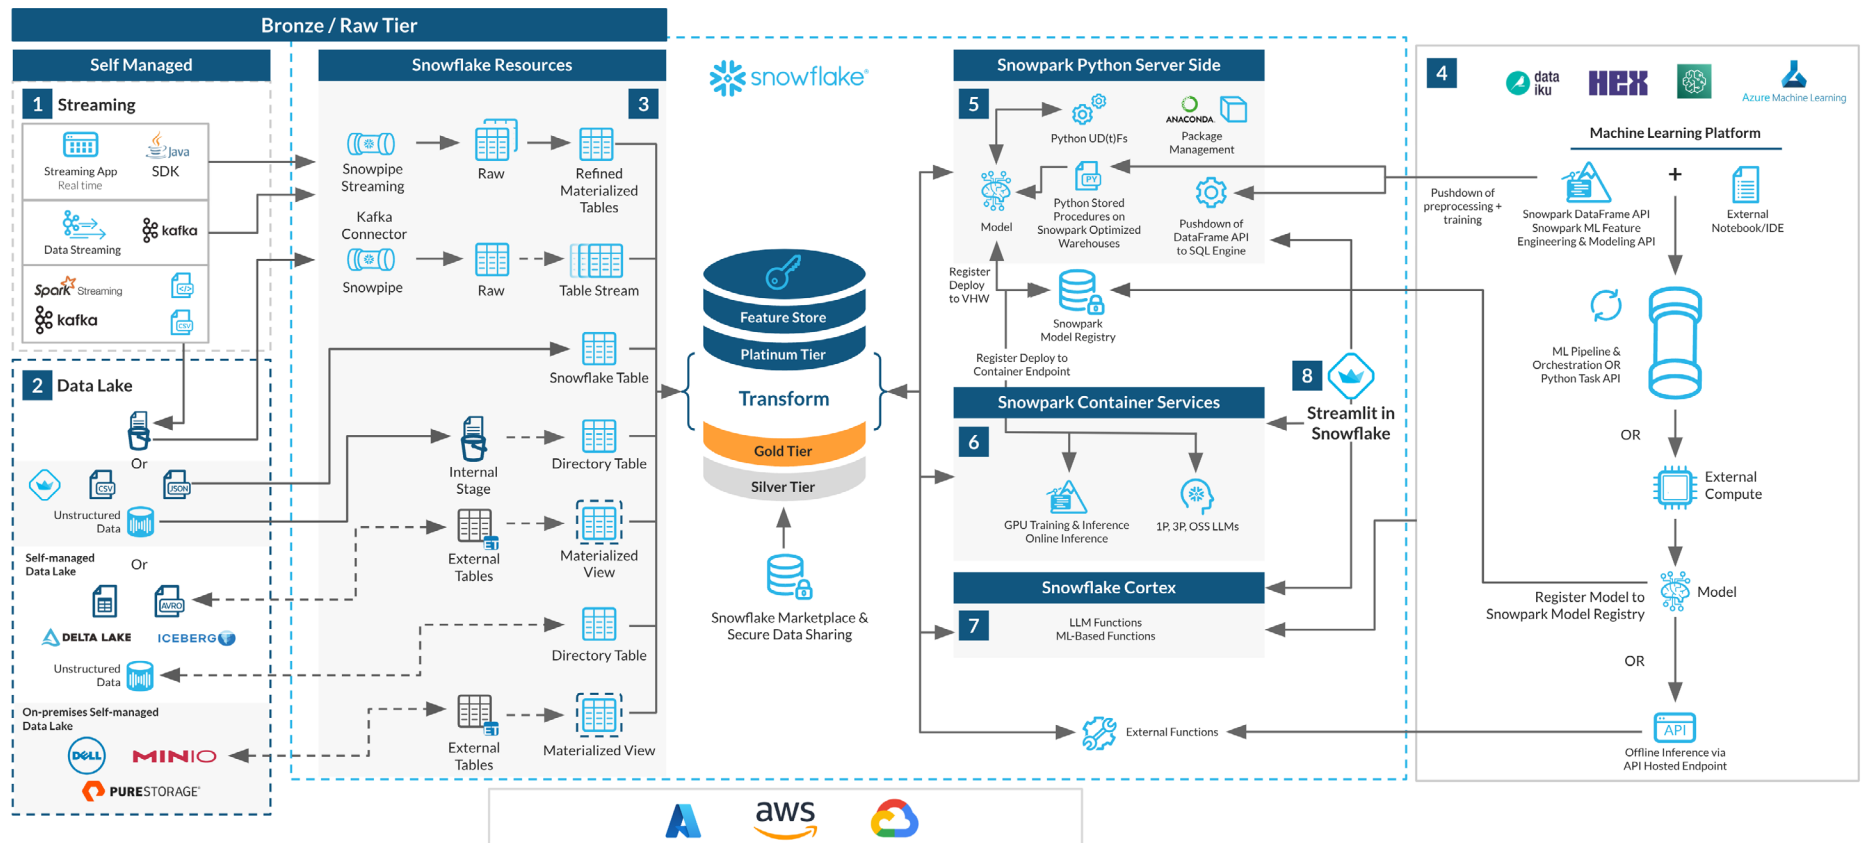 Bronze / Raw Tier
Self Managed
1 Streaming
Streaming App
Real time
Java
SDK
Data Streaming
kafka
Spark Streaming
</>
kafka
CSV
2 Data Lake
Or
CSV
JSON
Unstructured
Data
Self-managed
Data Lake
Or
AVRO
DELTA LAKE
ICEBERG
Unstructured
Data
On-premises Self-managed
Data Lake
DELL
MINIO
PURESTORAGE
Snowflake Resources
3
Snowpipe
Streaming
Raw
Refined
Materialized
Tables
Kafka
Connector
Snowpipe
Raw
Table Stream
Snowflake Table
Internal
Stage
Directory Table
ET
External
Tables
Materialized
View
Directory Table
ET
External
Tables
Materialized View
snowflake®
Feature Store
Platinum Tier
Transform
Gold Tier
Silver Tier
Snowflake Marketplace &
Secure Data Sharing
Snowpark Python Server Side
5
Python UD(t)Fs
ANACONDA
Package
Management
Model
PY
Python Stored
Procedures on
Snowpark Optimized
Warehouses
Pushdown of
DataFrame API
to SQL Engine
Register
Deploy
to VHW
Snowpark
Model Registry
Register Deploy to
Container Endpoint
Snowpark Container Services
6
GPU Training & Inference
Online Inference
1P, 3P, OSS LLMs
Snowflake Cortex
7
LLM Functions
ML-Based Functions
External Functions
8
Streamlit in
Snowflake
4
data
iku
HEX
Azure Machine Learning
Machine Learning Platform
Pushdown of
preprocessing +
training
+
Snowpark DataFrame API
Snowpark ML Feature
Engineering & Modeling API
External
Notebook/IDE
ML Pipeline &
Orchestration OR
Python Task API
OR
External
Compute
Model
Register Model to
Snowpark Model Registry
OR
API
Offline Inference via
API Hosted Endpoint
aws